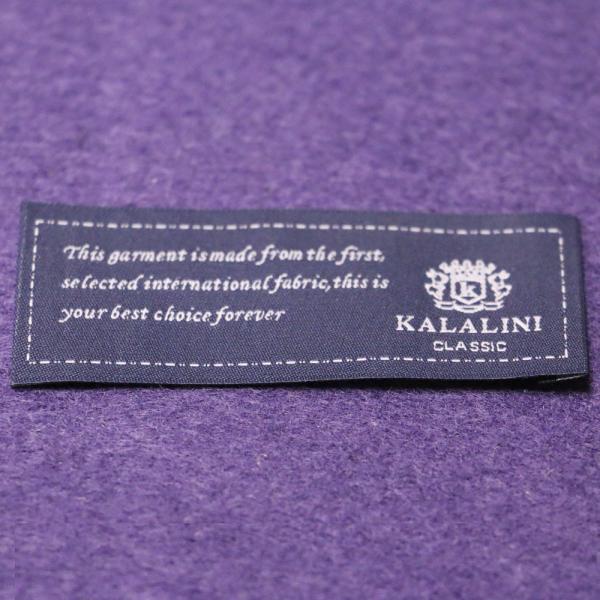 This garment is made from the first,
selected international fabric, this is
your best choice forever
K
KALALINI
CLASSIC